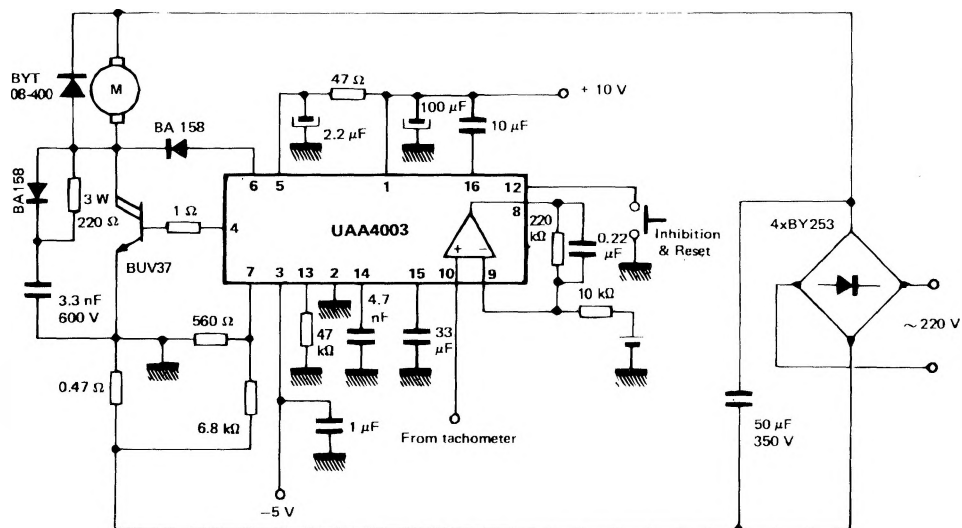 BYT
08-400
M
BA 158
BA158
3 W
220 Ω
BUV37
3.3 nF
600 V
1 Ω
47 Ω
2.2 µF
100 µF
10 µF
+ 10 V
6
5
1
16
12
8
4
UAA4003
220
kΩ
0.22
µF
Inhibition
& Reset
+
−
7
3
13
2
14
15
10
9
4.7
nF
47
kΩ
33
µF
10 kΩ
560 Ω
0.47 Ω
6.8 kΩ
1 µF
−5 V
From tachometer
4xBY253
~ 220 V
50 µF
350 V